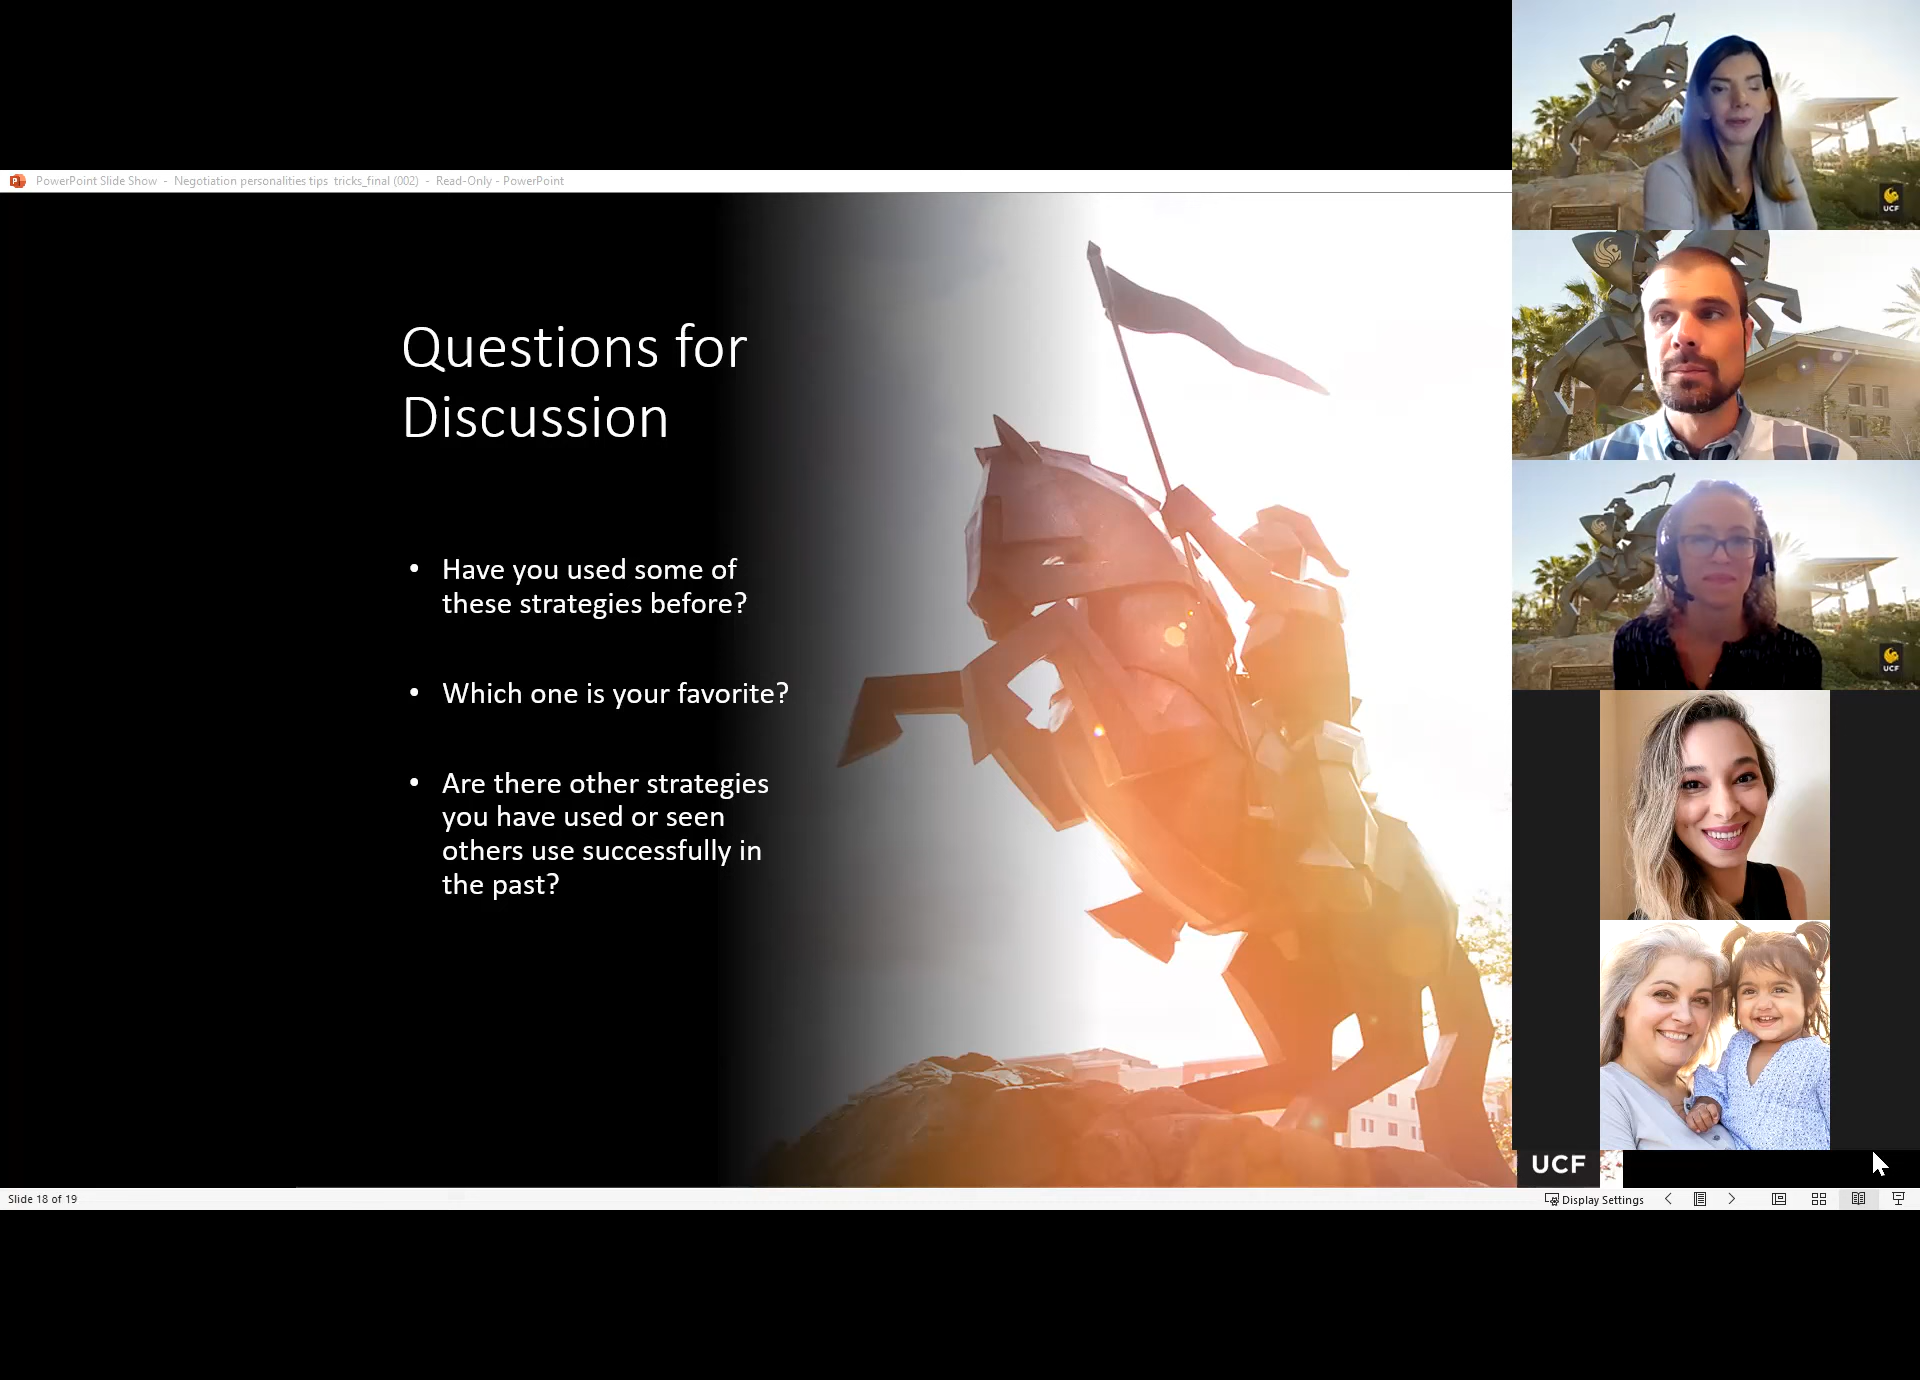 PowerPoint Slide Show - Negotiation personalities tips tricks_final (002) - Read-Only - PowerPoint
Questions for
Discussion
• Have you used some of
these strategies before?
• Which one is your favorite?
• Are there other strategies
you have used or seen
others use successfully in
the past?
UCF
UCF
UCF
Slide 18 of 19
Display Settings